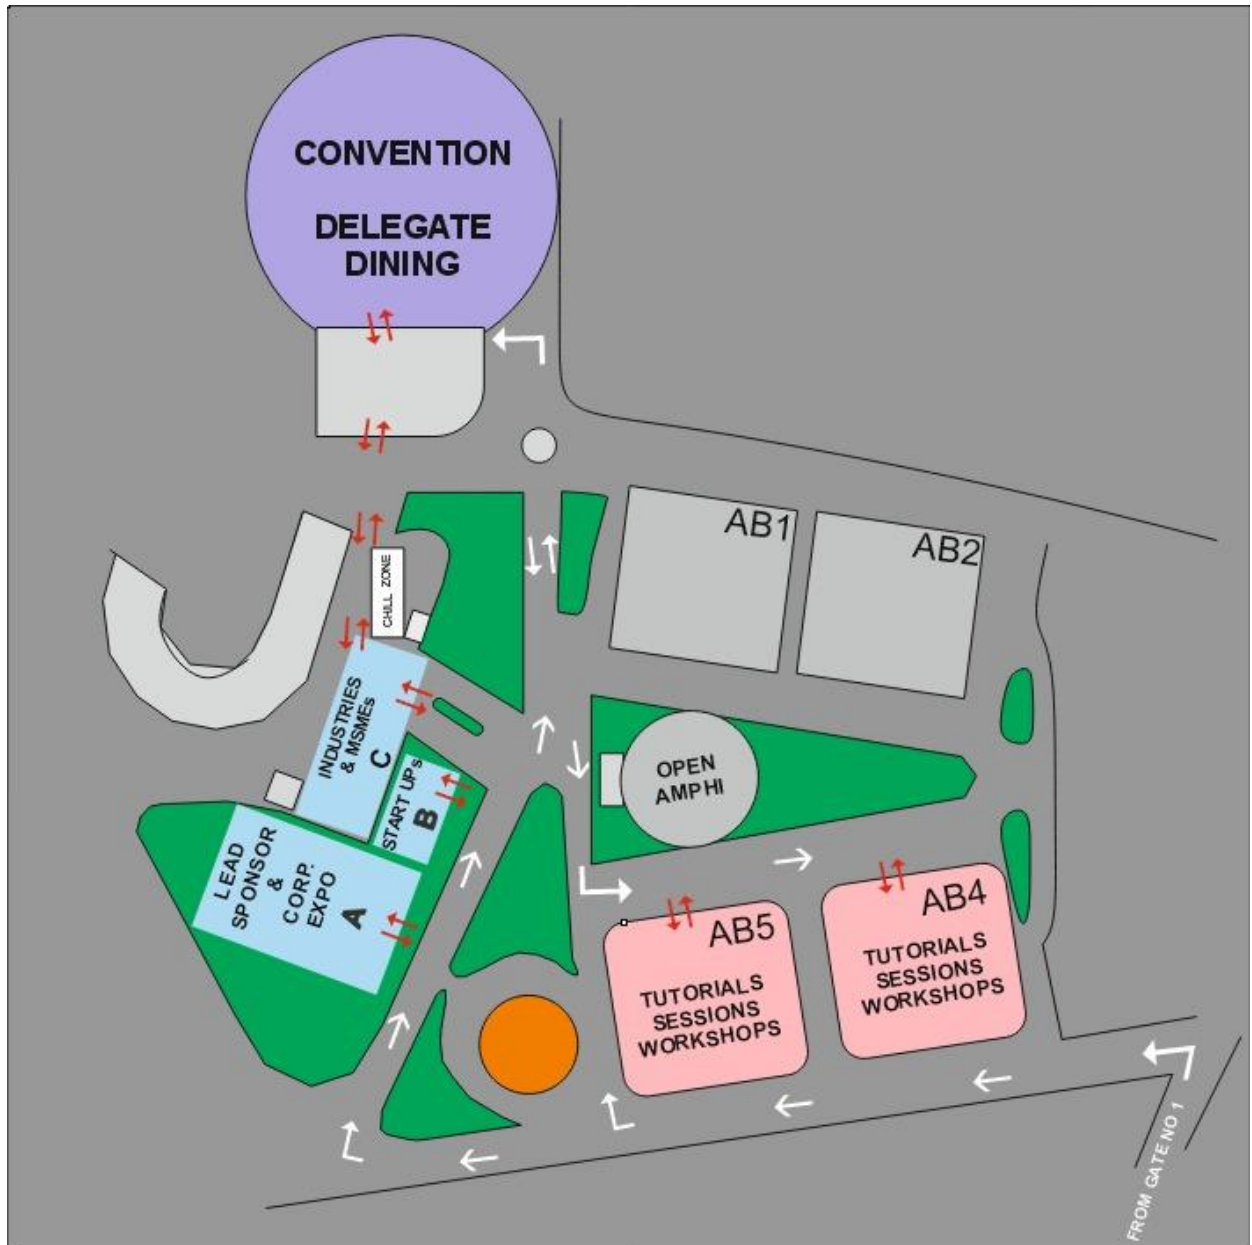 CONVENTION
DELEGATE
DINING
AB1
AB2
CHILL ZONE
INDUSTRIES
& MSMEs
C
START UPs
B
OPEN
AMPHI
LEAD
SPONSOR
&
CORP.
EXPO
A
AB5
TUTORIALS
SESSIONS
WORKSHOPS
AB4
TUTORIALS
SESSIONS
WORKSHOPS
FROM GATE NO 1